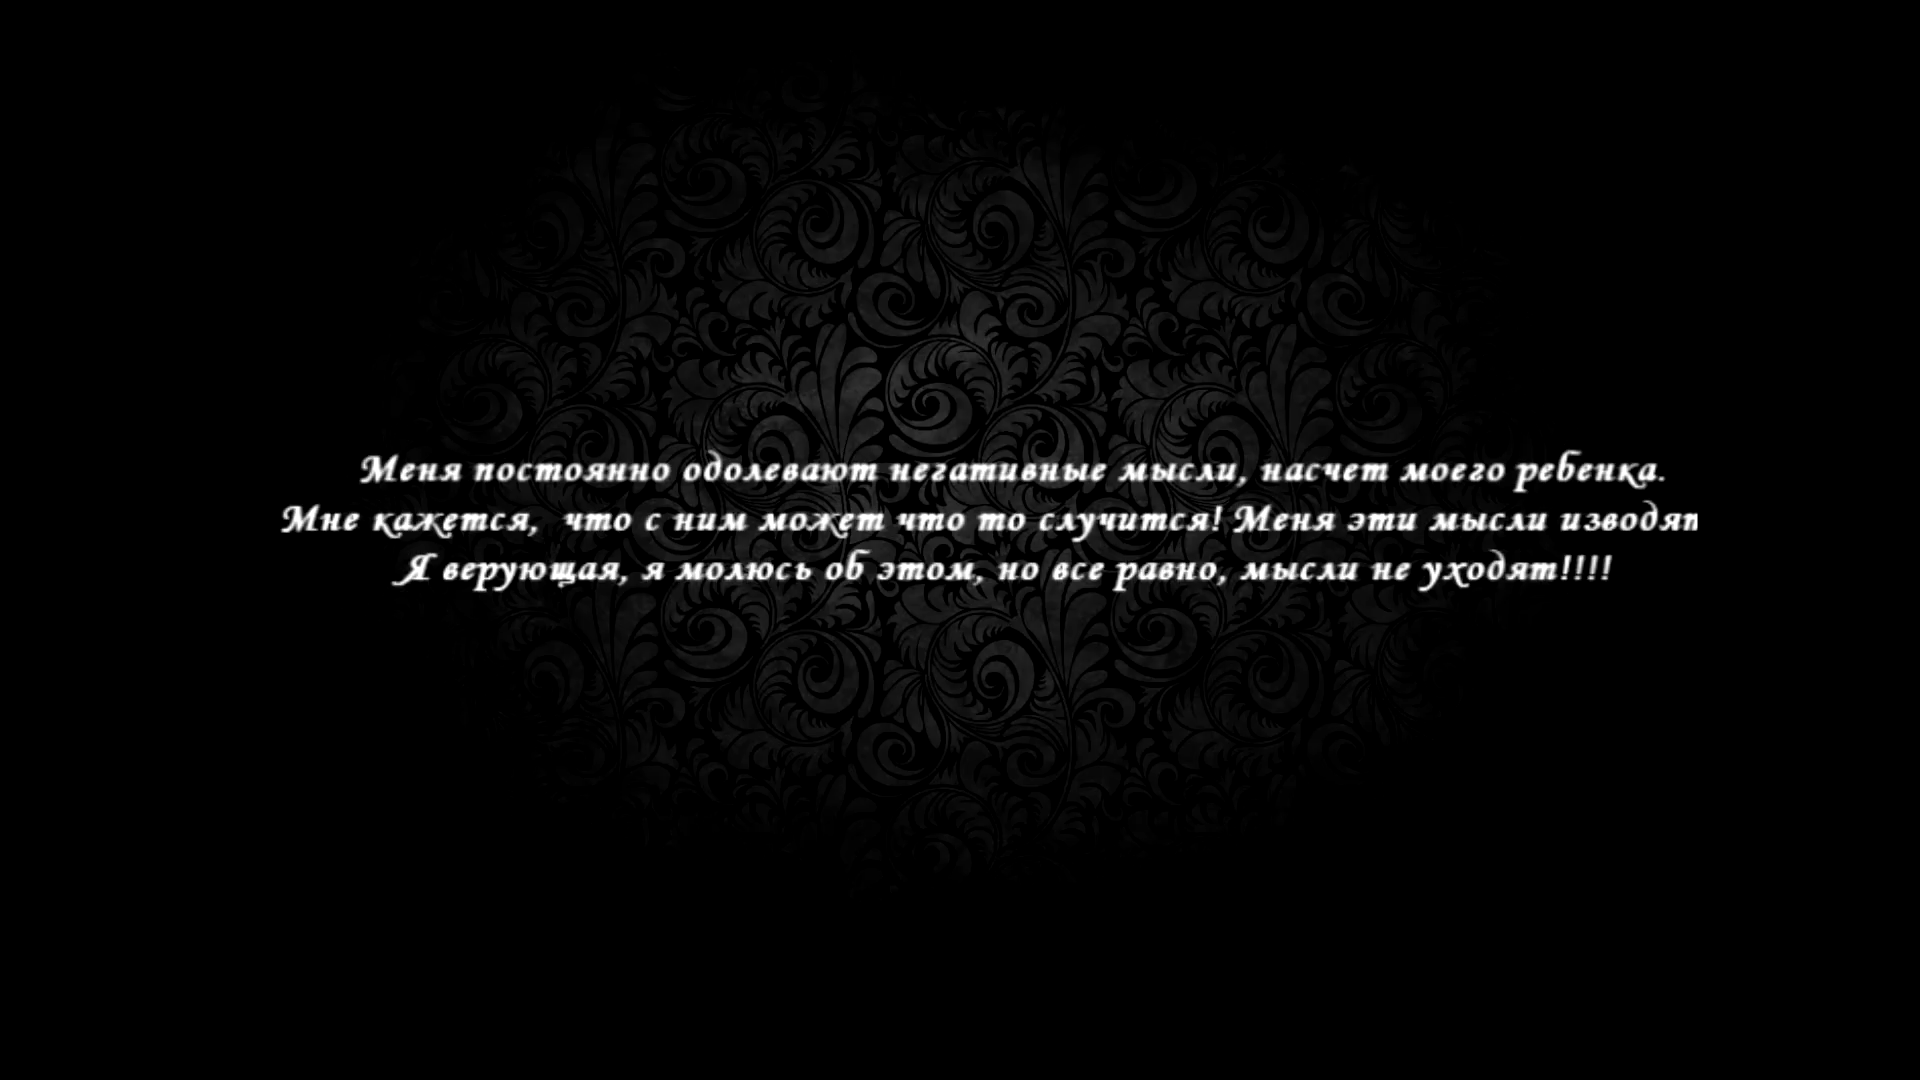 Меня постоянно одолевают негативные мысли, насчет моего ребенка.
Мне кажется, что с ним может что то случится! Меня эти мысли изводят
Я верующая, я молюсь об этом, но все равно, мысли не уходят!!!!